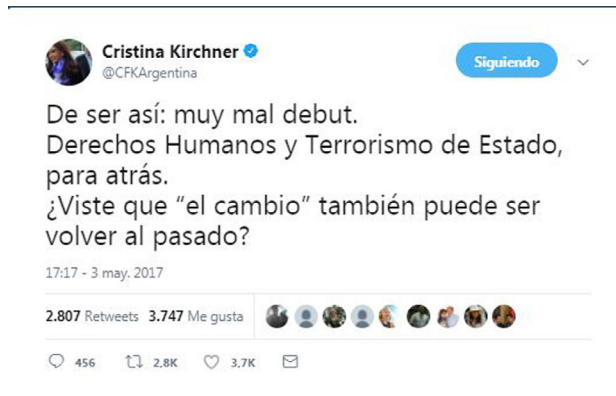 Cristina Kirchner
@CFKArgentina
Siguiendo
De ser así: muy mal debut.
Derechos Humanos y Terrorismo de Estado,
para atrás.
¿Viste que “el cambio” también puede ser
volver al pasado?
17:17 - 3 may. 2017
2.807 Retweets 3.747 Me gusta
456 2,8K 3,7K